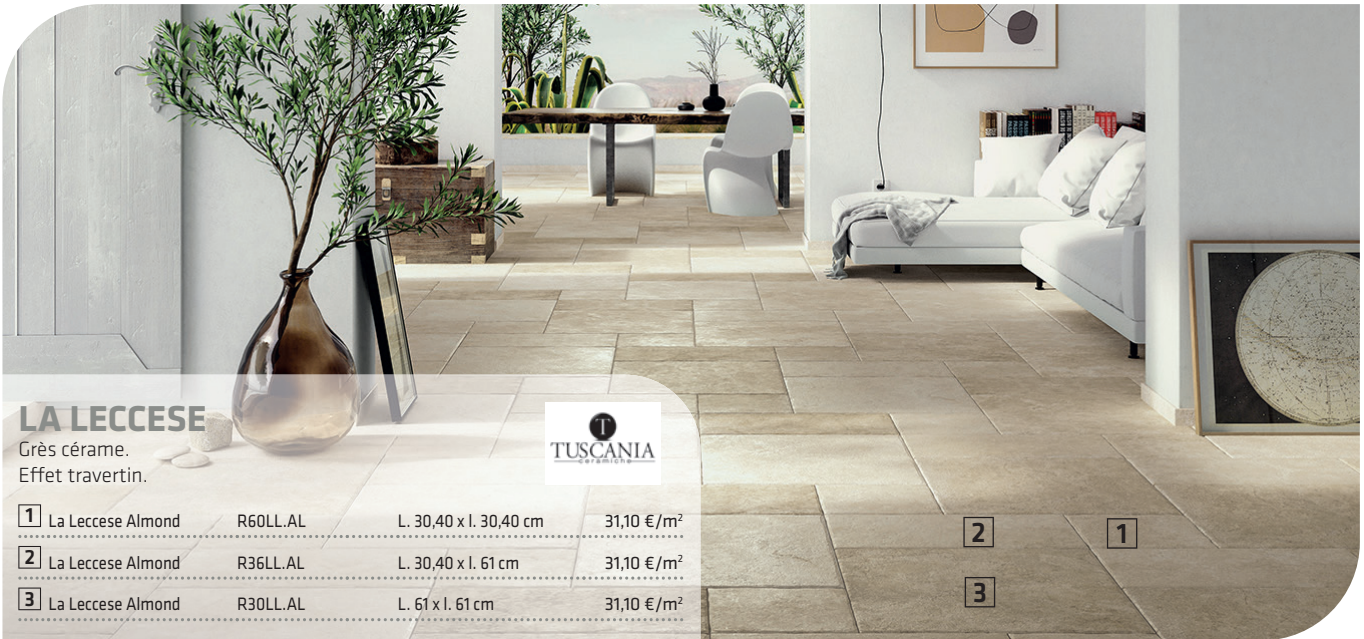 LA LECCESE
Grès cérame.
Effet travertin.
T
TUSCANIA
ceramiche
1 La Leccese Almond R60LL.AL L. 30,40 x l. 30,40 cm 31,10 €/m²
2 La Leccese Almond R36LL.AL L. 30,40 x l. 61 cm 31,10 €/m²
3 La Leccese Almond R30LL.AL L. 61 x l. 61 cm 31,10 €/m²
2 1
3